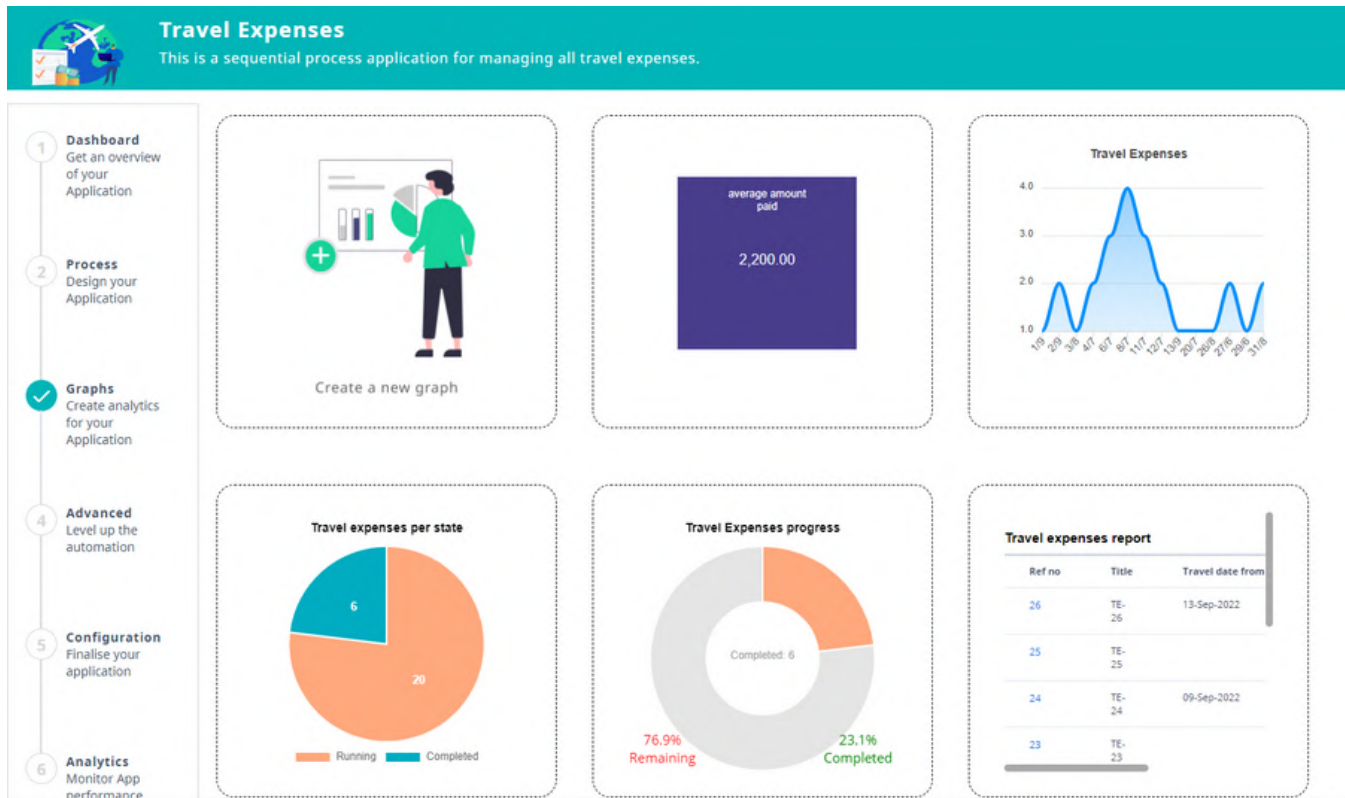 Travel Expenses
This is a sequential process application for managing all travel expenses.
1
Dashboard
Get an overview
of your
Application
2
Process
Design your
Application
Graphs
Create analytics
for your
Application
4
Advanced
Level up the
automation
5
Configuration
Finalise your
application
6
Analytics
Monitor App
performance
Create a new graph
average amount
paid
2,200.00
Travel Expenses
4.0
3.0
2.0
1.0
1/9 2/9 3/8 4/7 6/7 8/7 11/7 12/7 13/9 20/7 26/8 27/6 29/6 31/8
Travel expenses per state
6
20
Running Completed
Travel Expenses progress
Completed: 6
76.9%
Remaining
23.1%
Completed
Travel expenses report
Ref no Title Travel date from
26 TE-
26
13-Sep-2022
25 TE-
25
24 TE-
24
09-Sep-2022
23 TE-
23